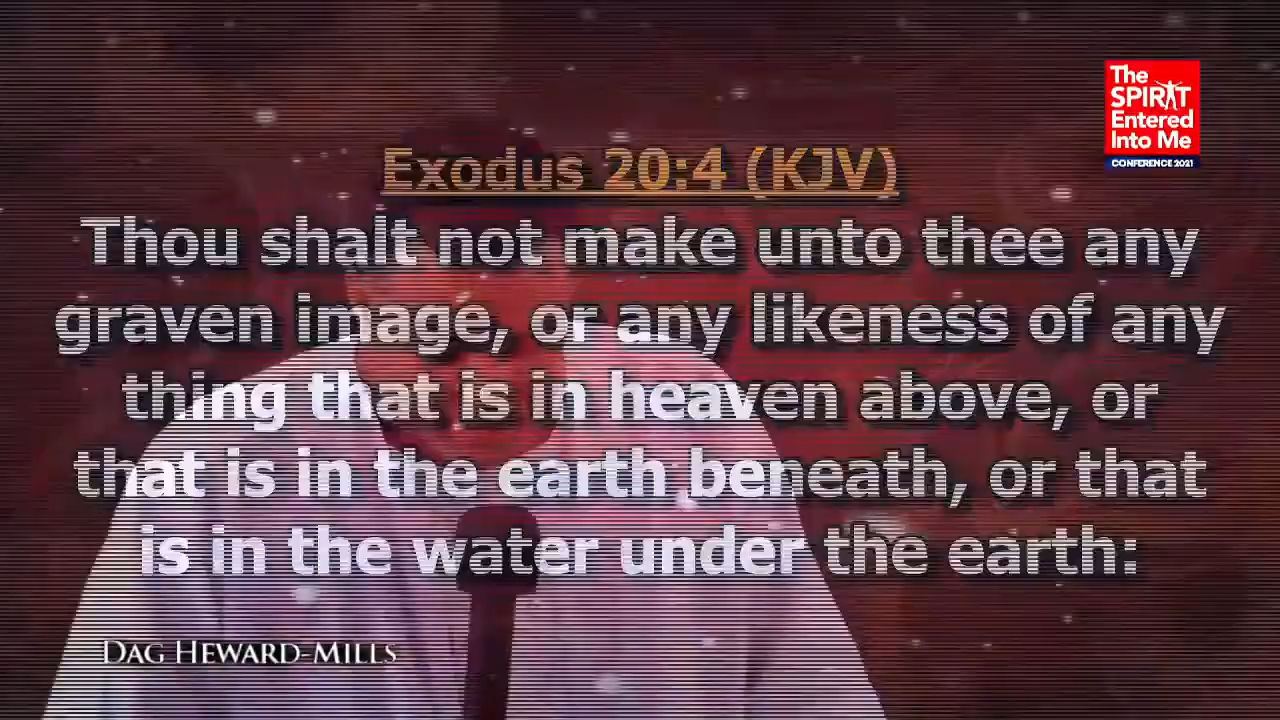 The
SPIRIT
Entered
Into Me
CONFERENCE 2021
Exodus 20:4 (KJV)
Thou shalt not make unto thee any
graven image, or any likeness of any
thing that is in heaven above, or
that is in the earth beneath, or that
is in the water under the earth:
DAG HEWARD-MILLS